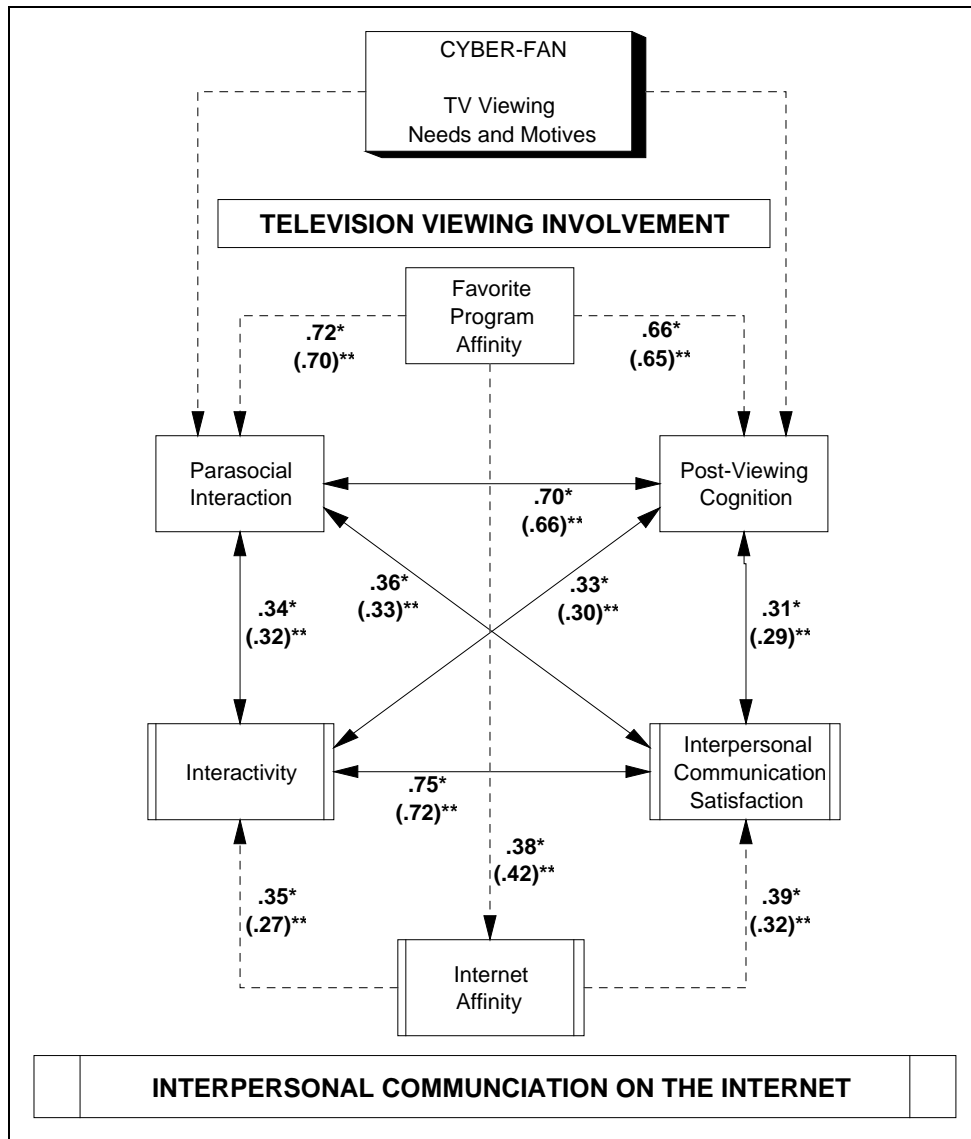 CYBER-FAN
TV Viewing
Needs and Motives
TELEVISION VIEWING INVOLVEMENT
Favorite
Program
Affinity
.72*
(.70)**
.66*
(.65)**
Parasocial
Interaction
Post-Viewing
Cognition
.70*
(.66)**
.36*
(.33)**
.33*
(.30)**
.34*
(.32)**
.31*
(.29)**
Interactivity
Interpersonal
Communication
Satisfaction
.75*
(.72)**
.38*
(.42)**
.35*
(.27)**
.39*
(.32)**
Internet
Affinity
INTERPERSONAL COMMUNCIATION ON THE INTERNET